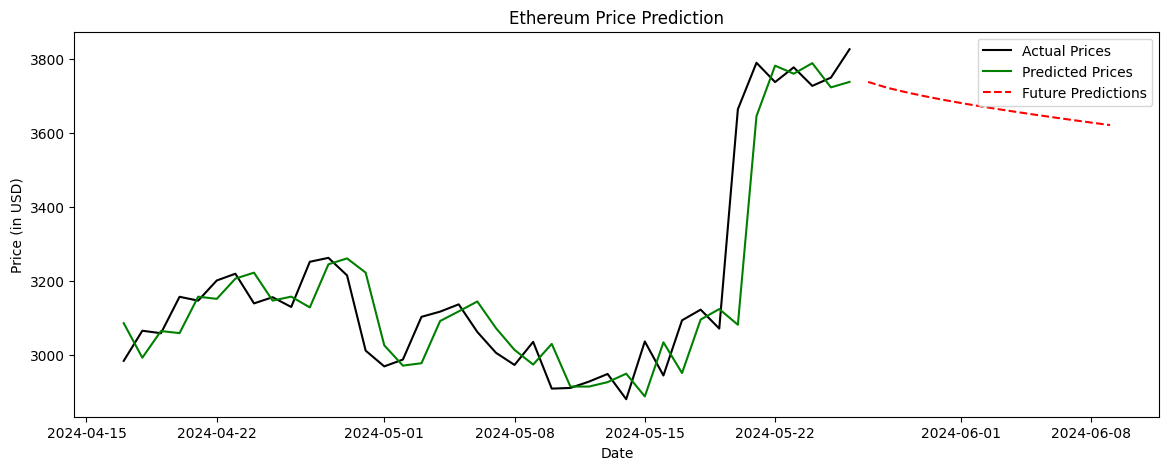 Ethereum Price Prediction
Actual Prices
Predicted Prices
Future Predictions
Price (in USD)
3800
3600
3400
3200
3000
2024-04-15
2024-04-22
2024-05-01
2024-05-08
2024-05-15
2024-05-22
2024-06-01
2024-06-08
Date